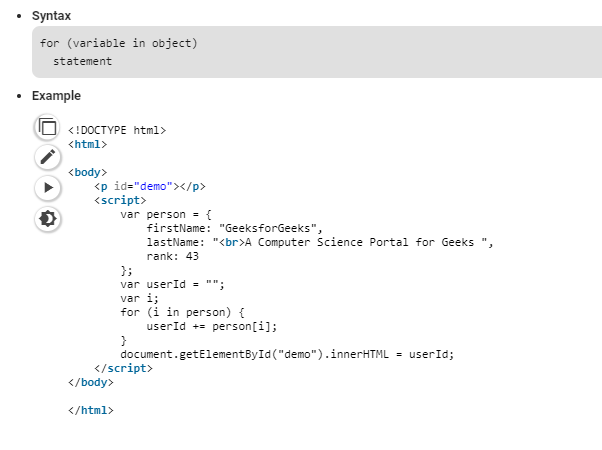 Syntax
for (variable in object)
  statement
Example
<!DOCTYPE html>
<html>
<body>
    <p id="demo"></p>
    <script>
        var person = {
            firstName: "GeeksforGeeks",
            lastName: "<br>A Computer Science Portal for Geeks ",
            rank: 43
        };
        var userId = "";
        var i;
        for (i in person) {
            userId += person[i];
        }
        document.getElementById("demo").innerHTML = userId;
    </script>
</body>
</html>